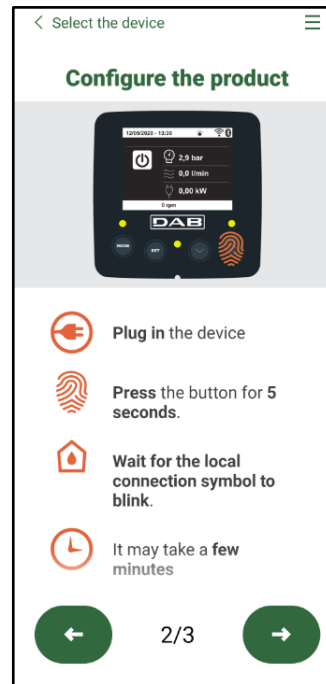 Select the device
Configure the product
12/05/2020 - 13:30
2,9 bar
0,0 l/min
0,00 kW
0 rpm
DAB
MODE
SET
Plug in the device
Press the button for 5
seconds.
Wait for the local
connection symbol to
blink.
It may take a few
minutes
2/3